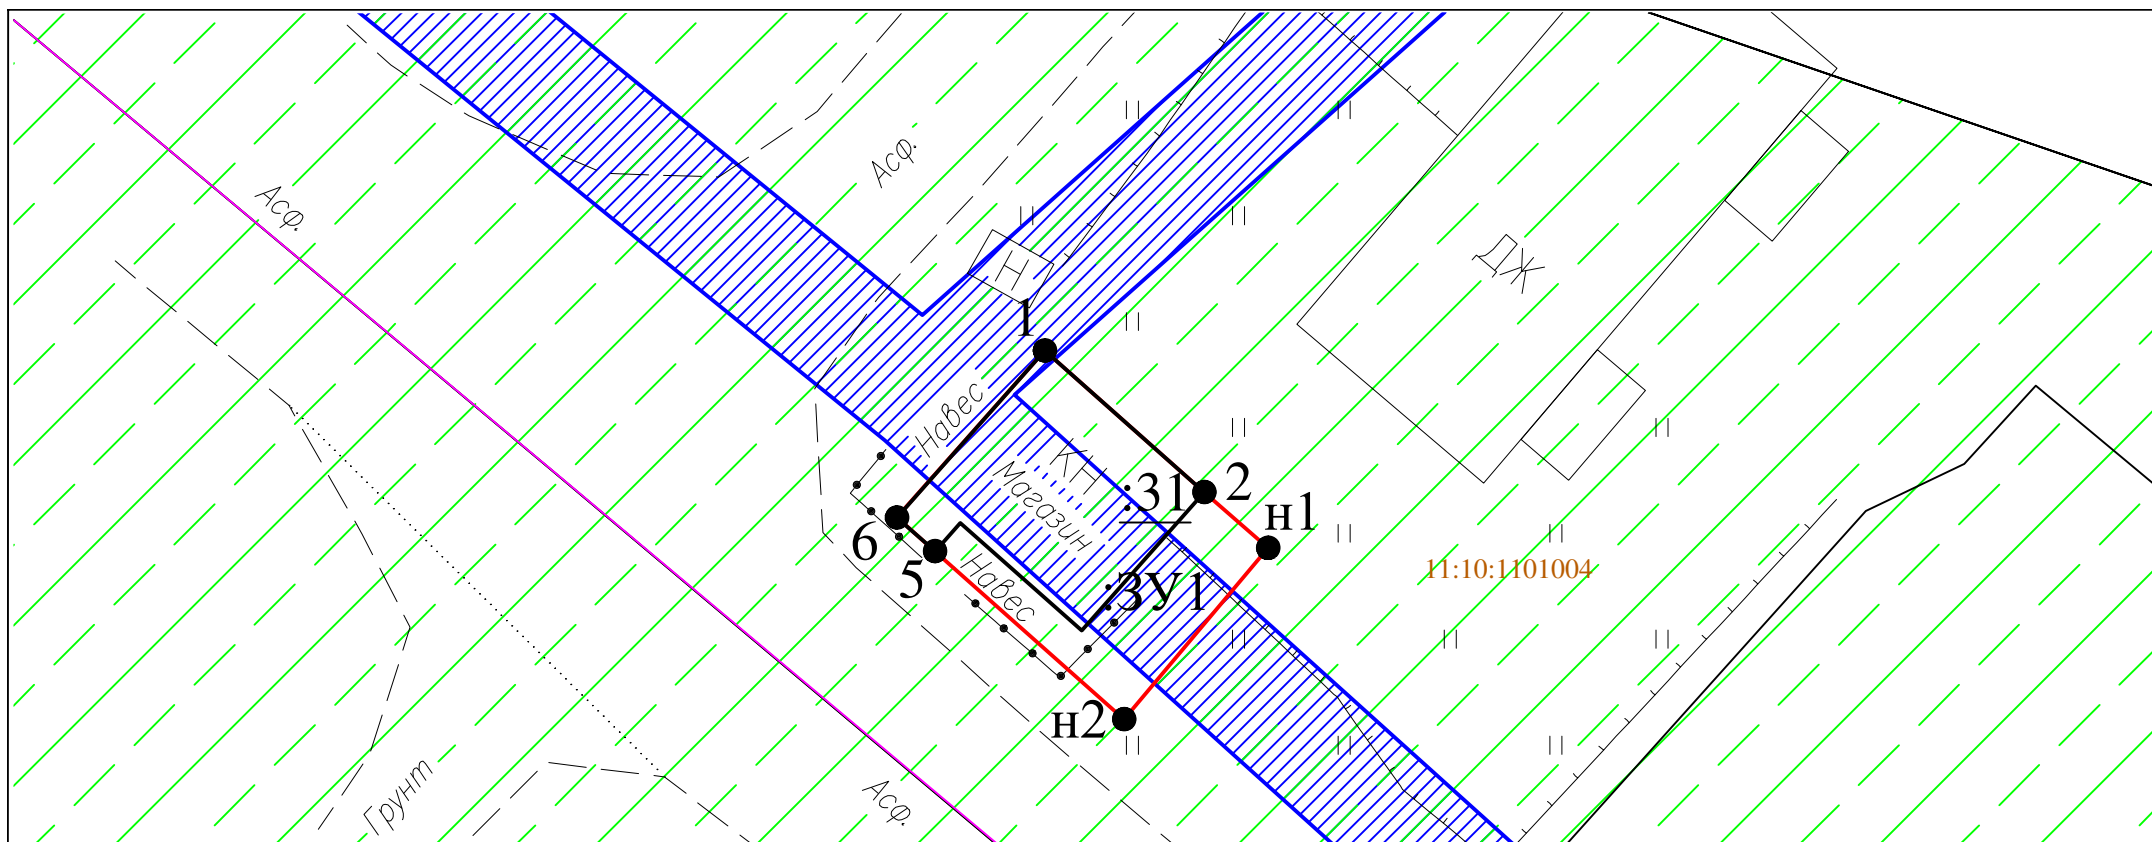 Асф.
Асф.
Н
ДЖ
1
Навес
КН
Магазин
:31
2
н1
6
5
Навес
:ЗУ1
11:10:1101004
н2
Грунт
Асф.